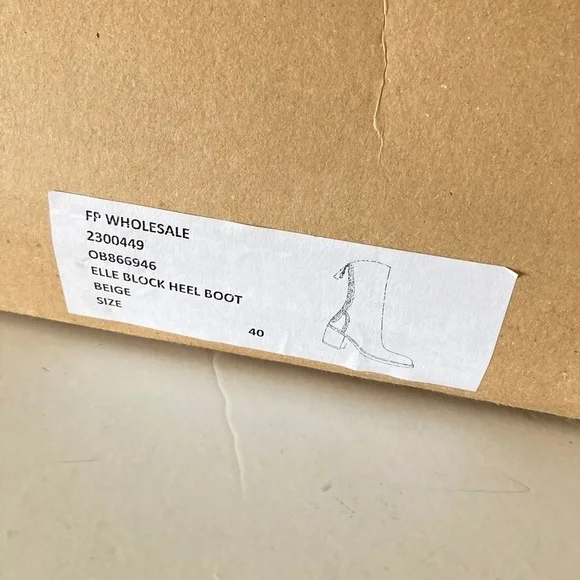 FP WHOLESALE
2300449
OB866946
ELLE BLOCK HEEL BOOT
BEIGE
SIZE 40